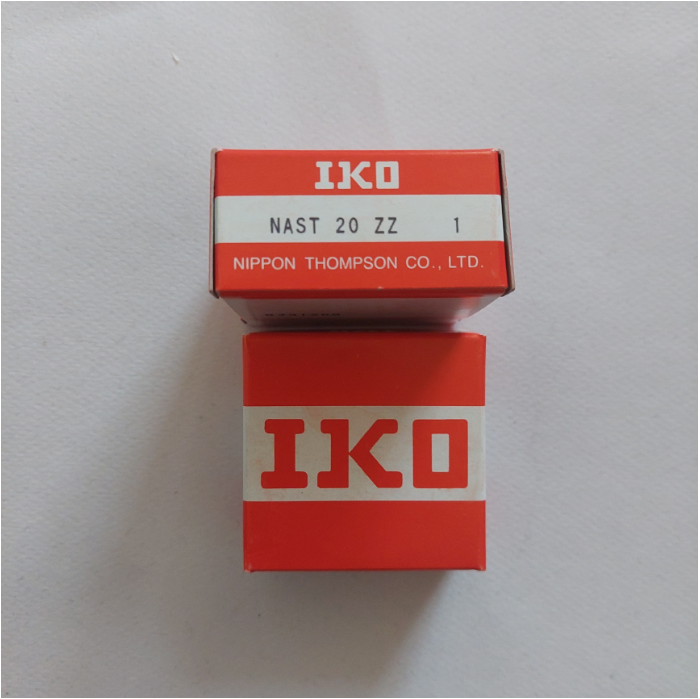 IKO
NAST 20 ZZ 1
NIPPON THOMPSON CO., LTD.
IKO